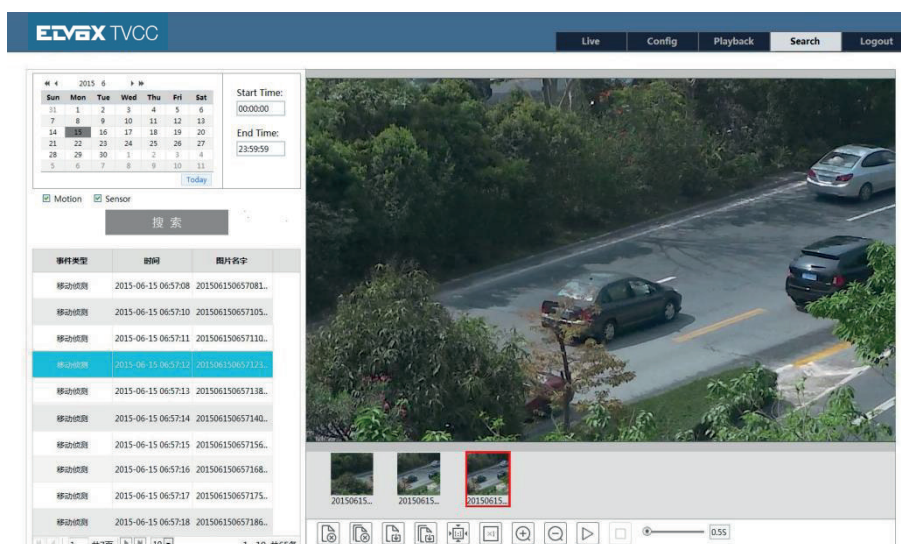 ELVOX TVCC
Live Config Playback Search Logout
2015 6
Sun Mon Tue Wed Thu Fri Sat
31 1 2 3 4 5 6
7 8 9 10 11 12 13
14 15 16 17 18 19 20
21 22 23 24 25 26 27
28 29 30 1 2 3 4
5 6 7 8 9 10 11
Today
Start Time:
00:00:00
End Time:
23:59:59
Motion Sensor
搜 索
事件类型 时间 图片名字
移动侦测 2015-06-15 06:57:08 201506150657081..
移动侦测 2015-06-15 06:57:10 201506150657105..
移动侦测 2015-06-15 06:57:11 201506150657110..
移动侦测 2015-06-15 06:57:12 201506150657123..
移动侦测 2015-06-15 06:57:13 201506150657138..
移动侦测 2015-06-15 06:57:14 201506150657140..
移动侦测 2015-06-15 06:57:15 201506150657156..
移动侦测 2015-06-15 06:57:16 201506150657168..
移动侦测 2015-06-15 06:57:17 201506150657175..
移动侦测 2015-06-15 06:57:18 201506150657186..
20150615... 20150615... 20150615...
0.5S